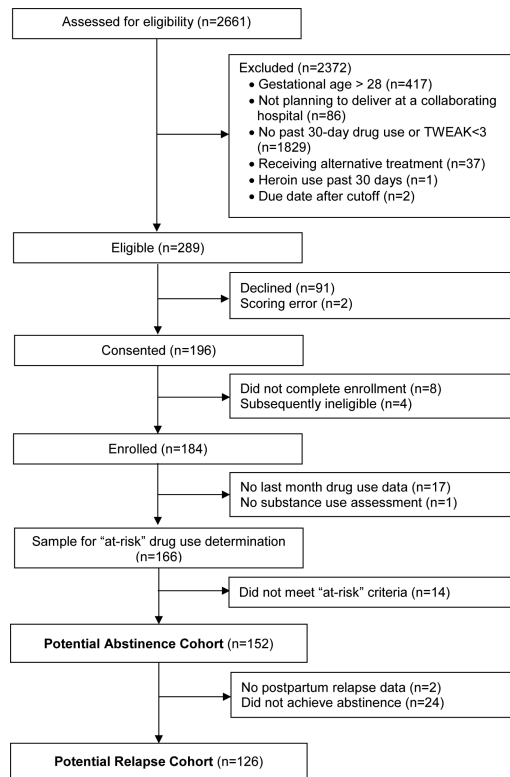 Assessed for eligibility (n=2661)
Excluded (n=2372)
• Gestational age > 28 (n=417)
• Not planning to deliver at a collaborating
hospital (n=86)
• No past 30-day drug use or TWEAK<3
(n=1829)
• Receiving alternative treatment (n=37)
• Heroin use past 30 days (n=1)
• Due date after cutoff (n=2)
Eligible (n=289)
Declined (n=91)
Scoring error (n=2)
Consented (n=196)
Did not complete enrollment (n=8)
Subsequently ineligible (n=4)
Enrolled (n=184)
No last month drug use data (n=17)
No substance use assessment (n=1)
Sample for “at-risk” drug use determination
(n=166)
Did not meet “at-risk” criteria (n=14)
Potential Abstinence Cohort (n=152)
No postpartum relapse data (n=2)
Did not achieve abstinence (n=24)
Potential Relapse Cohort (n=126)